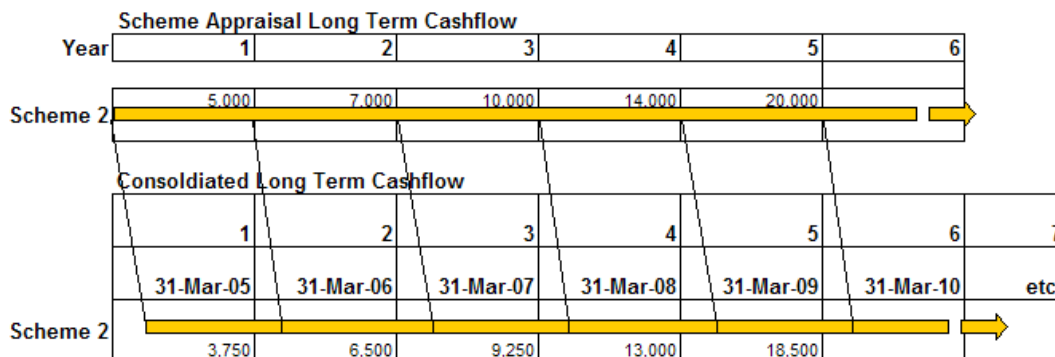 Scheme Appraisal Long Term Cashflow
Year 1 2 3 4 5 6
5.000 7.000 10.000 14.000 20.000
Scheme 2
Consoldiated Long Term Cashflow
1 2 3 4 5 6 7
31-Mar-05 31-Mar-06 31-Mar-07 31-Mar-08 31-Mar-09 31-Mar-10 etc
Scheme 2
3.750 6.500 9.250 13.000 18.500